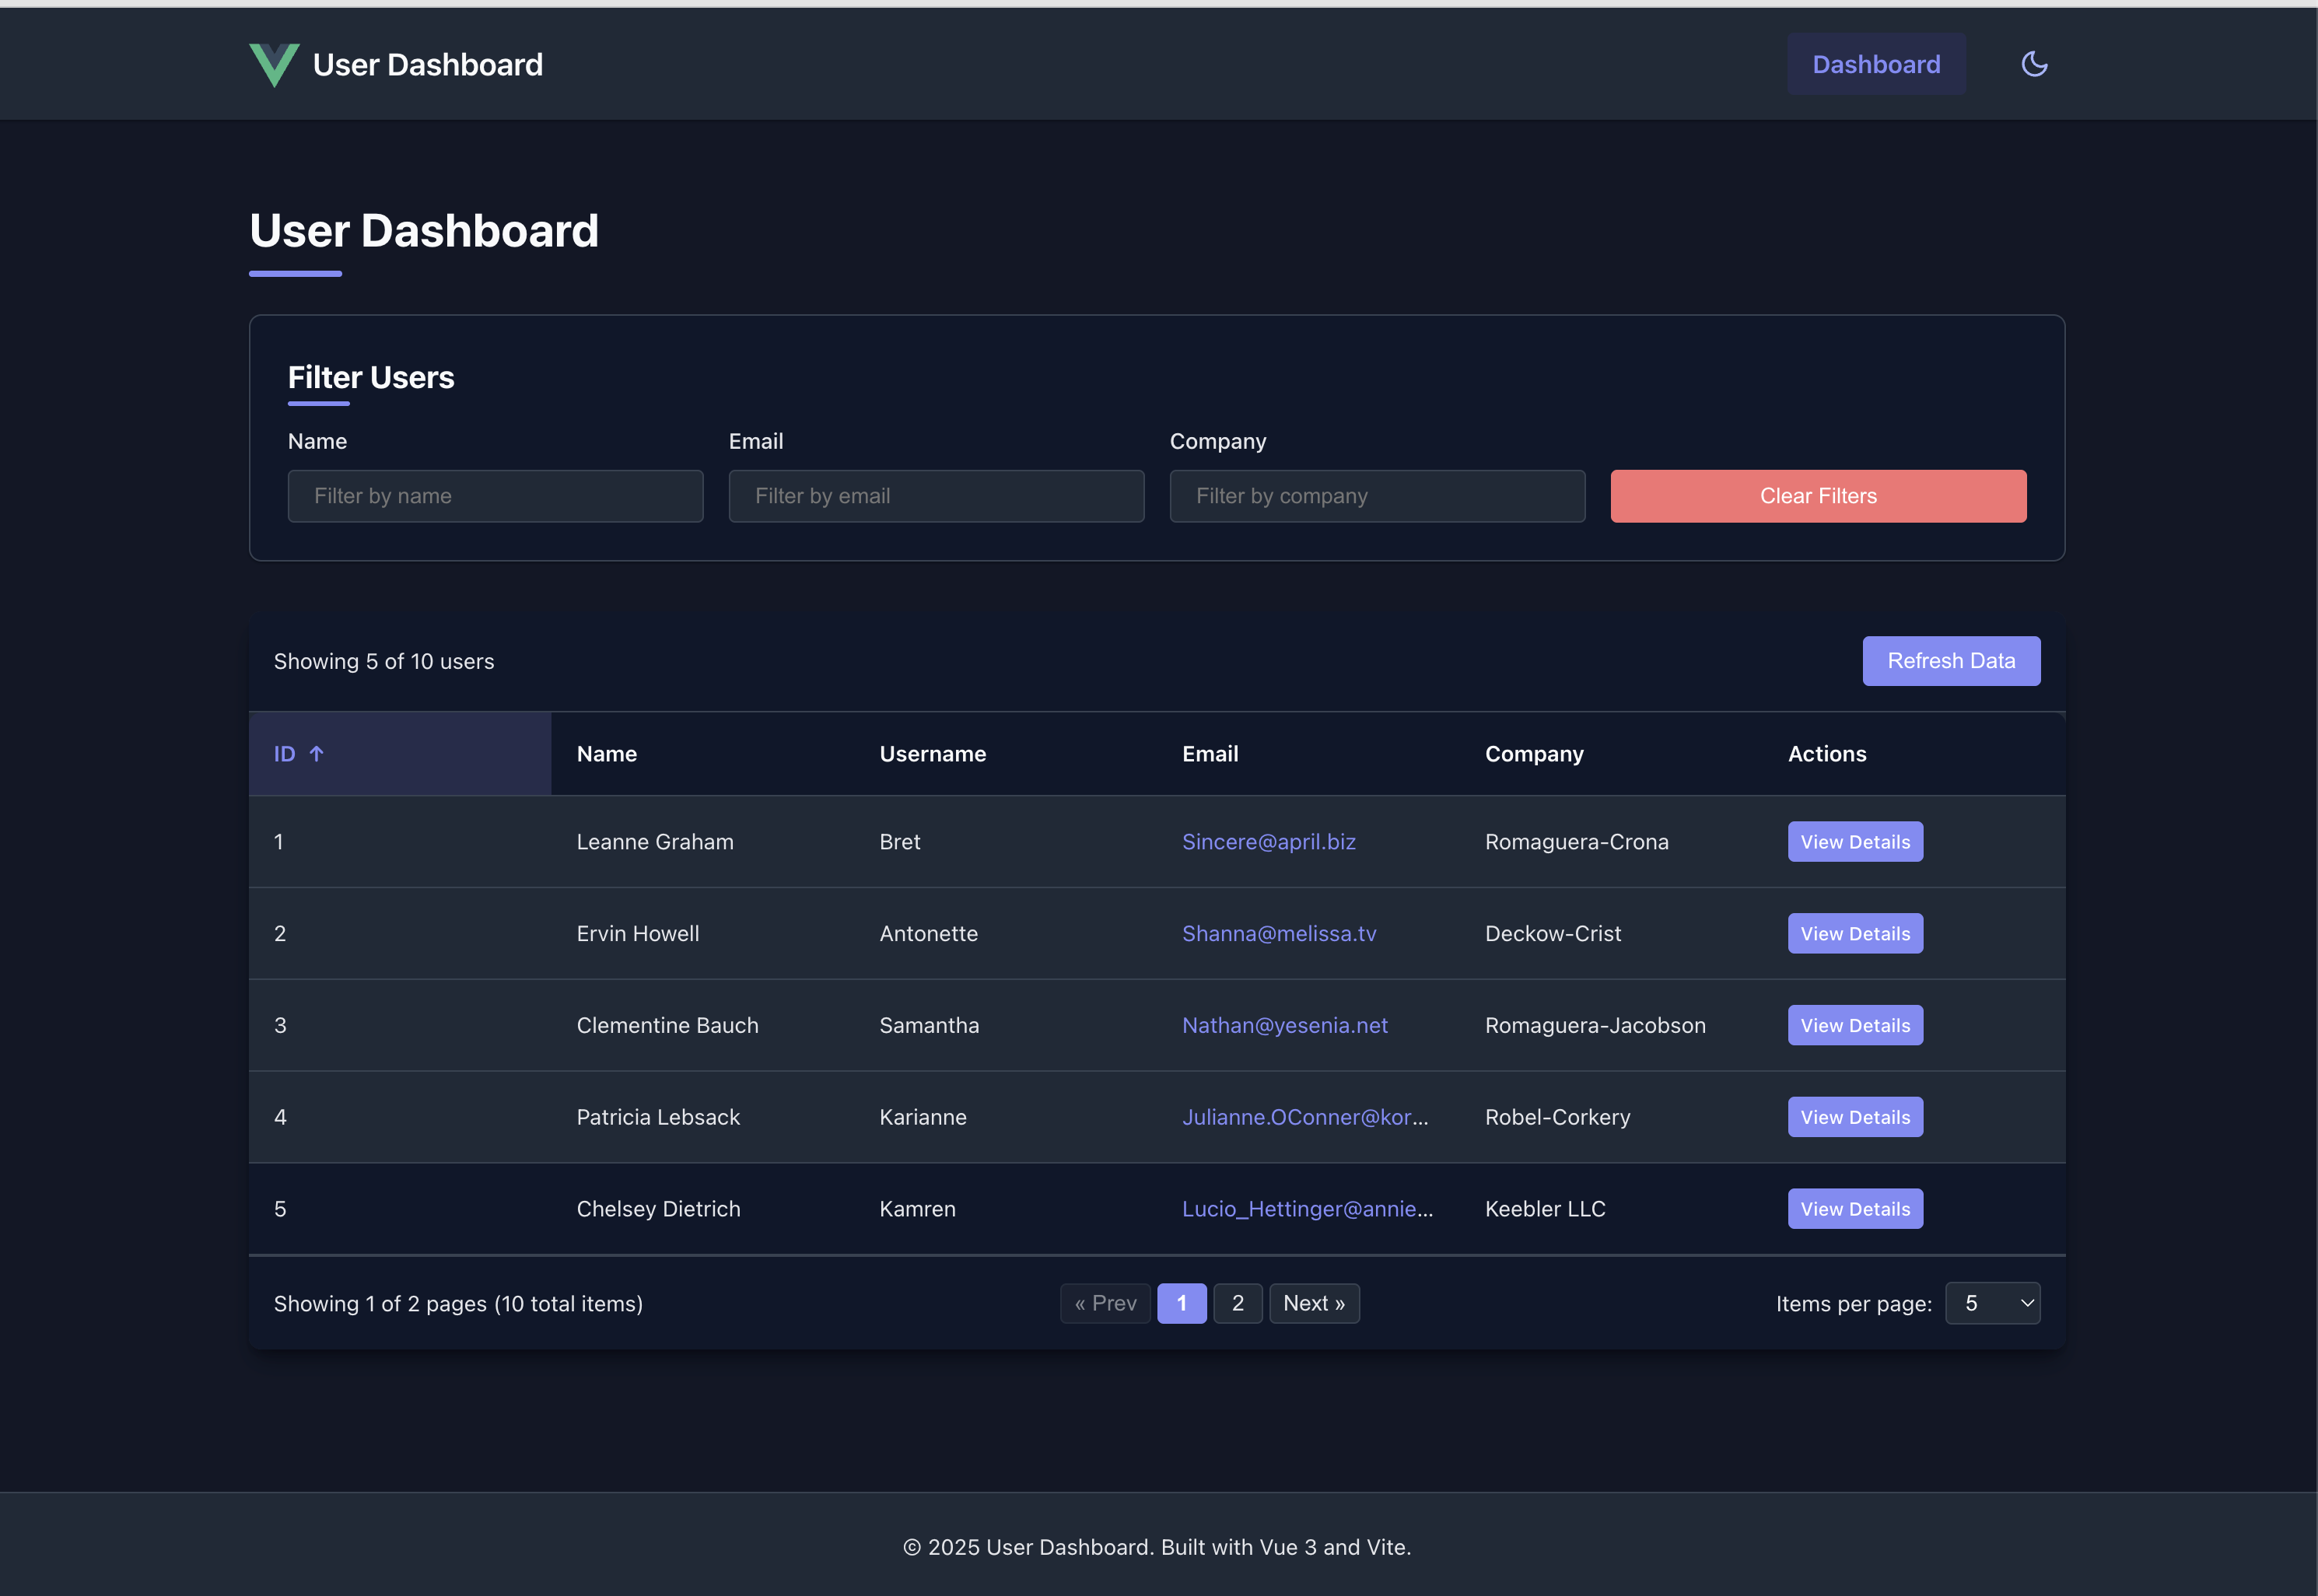 User Dashboard
Dashboard
User Dashboard
Filter Users
Name Email Company
Filter by name Filter by email Filter by company Clear Filters
Showing 5 of 10 users Refresh Data
ID ↑ Name Username Email Company Actions
1 Leanne Graham Bret Sincere@april.biz Romaguera-Crona View Details
2 Ervin Howell Antonette Shanna@melissa.tv Deckow-Crist View Details
3 Clementine Bauch Samantha Nathan@yesenia.net Romaguera-Jacobson View Details
4 Patricia Lebsack Karianne Julianne.OConner@kor... Robel-Corkery View Details
5 Chelsey Dietrich Kamren Lucio_Hettinger@annie... Keebler LLC View Details
Showing 1 of 2 pages (10 total items) « Prev 1 2 Next » Items per page: 5
© 2025 User Dashboard. Built with Vue 3 and Vite.